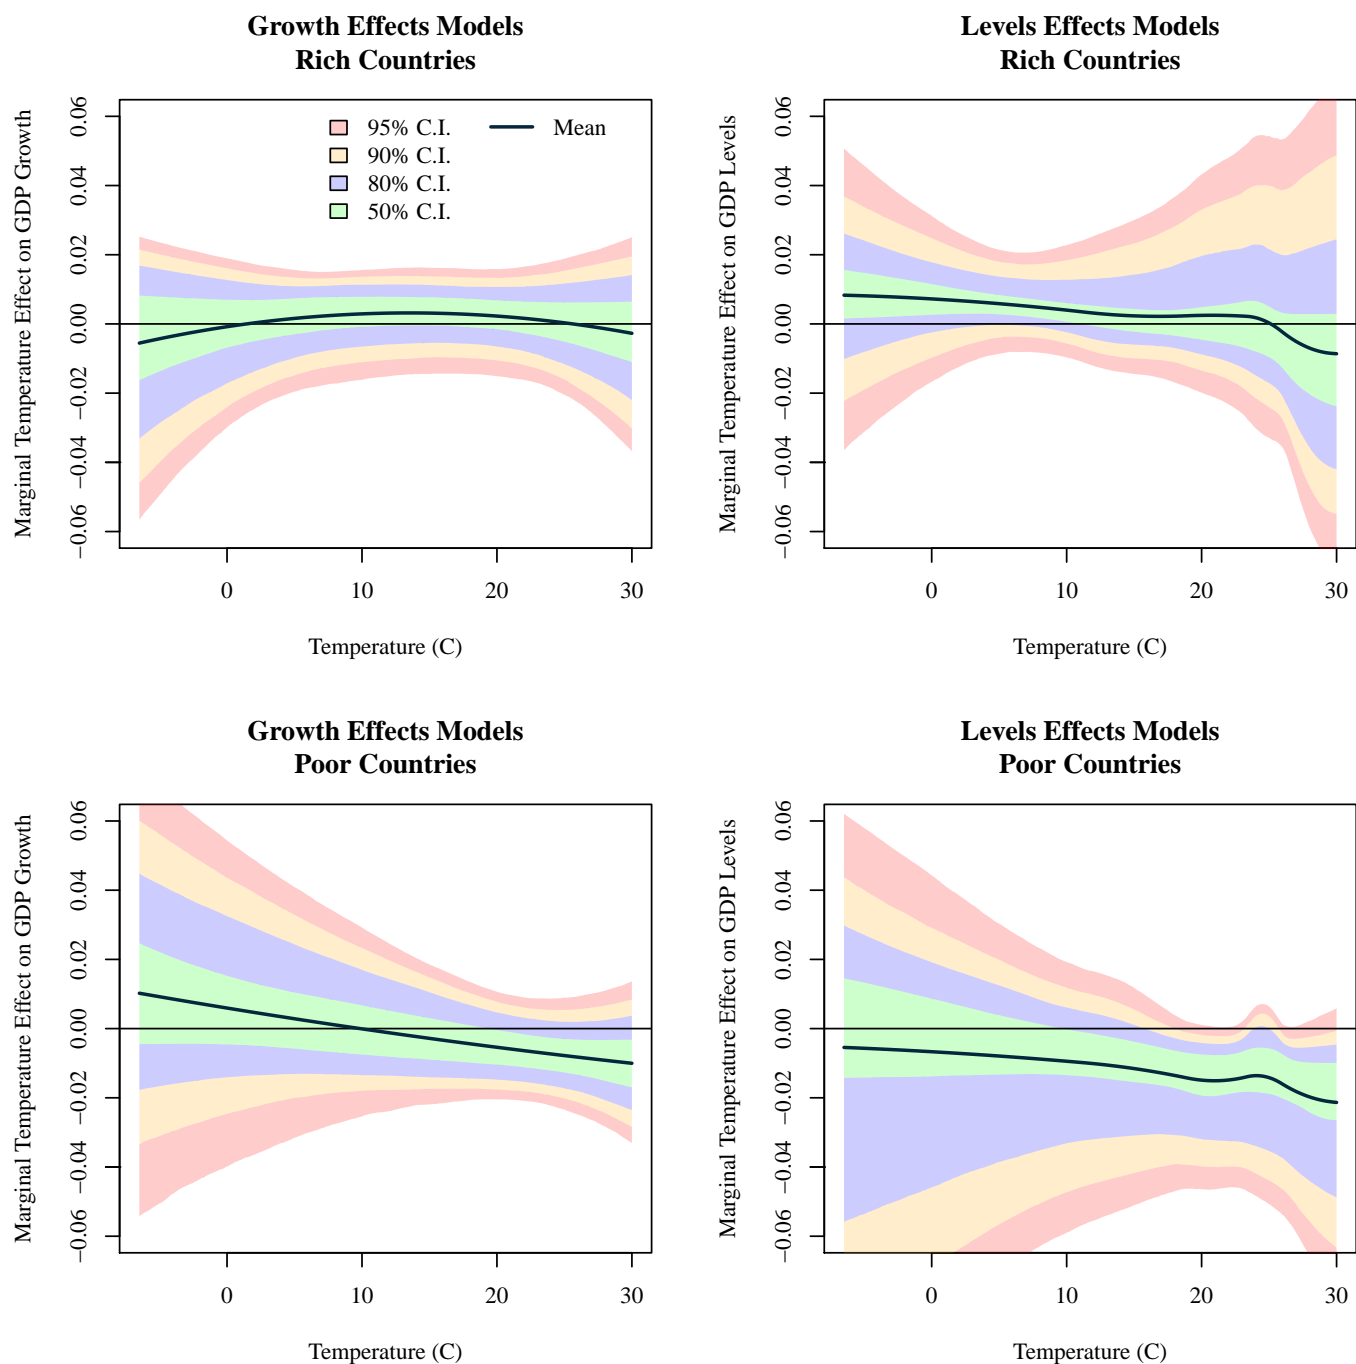 Growth Effects Models
Rich Countries
Marginal Temperature Effect on GDP Growth
0.06
0.04
0.02
0.00
−0.02
−0.04
−0.06
95% C.I.
90% C.I.
80% C.I.
50% C.I.
Mean
0 10 20 30
Temperature (C)
Levels Effects Models
Rich Countries
Marginal Temperature Effect on GDP Levels
0.06
0.04
0.02
0.00
−0.02
−0.04
−0.06
0 10 20 30
Temperature (C)
Growth Effects Models
Poor Countries
Marginal Temperature Effect on GDP Growth
0.06
0.04
0.02
0.00
−0.02
−0.04
−0.06
0 10 20 30
Temperature (C)
Levels Effects Models
Poor Countries
Marginal Temperature Effect on GDP Levels
0.06
0.04
0.02
0.00
−0.02
−0.04
−0.06
0 10 20 30
Temperature (C)